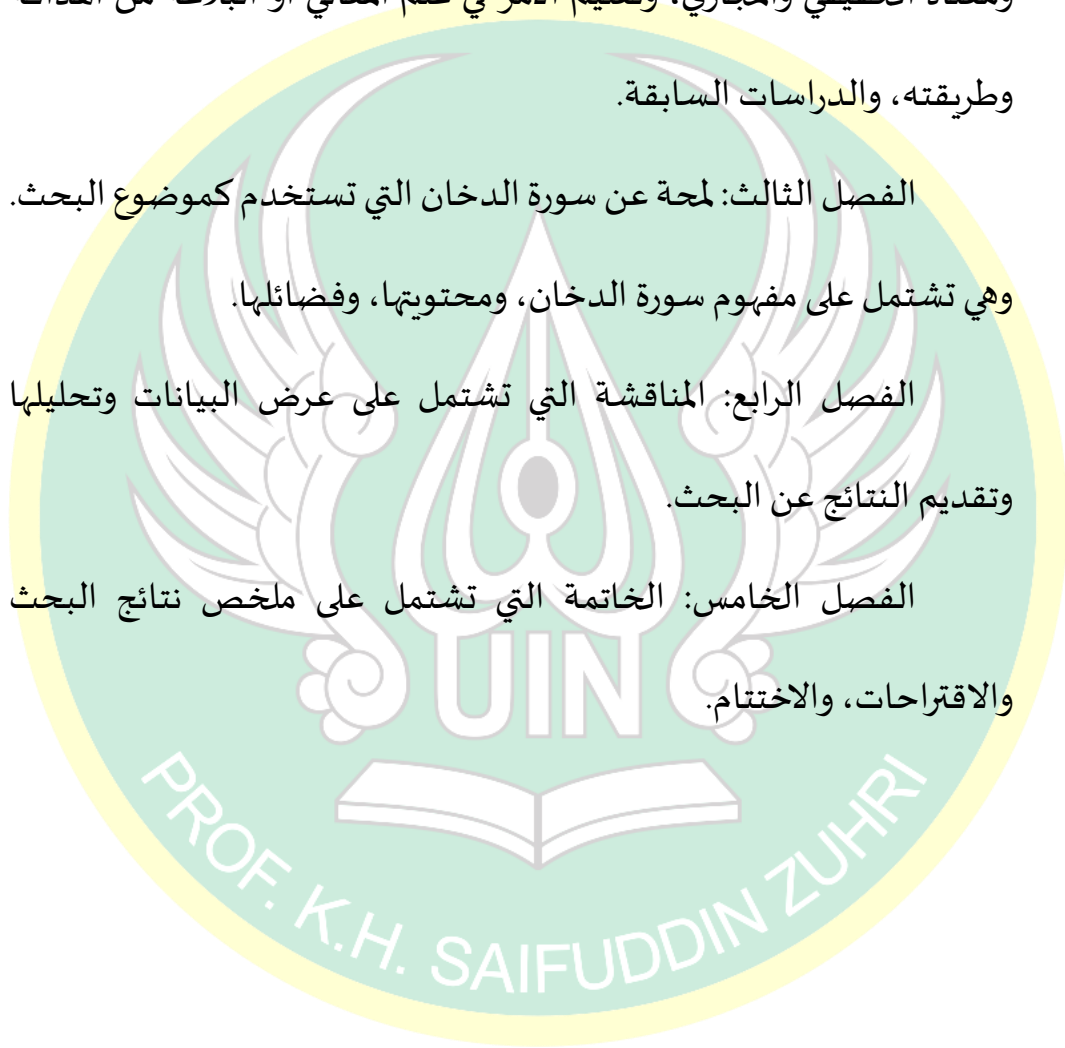 وطريقته، والدراسات السابقة.
الفصل الثالث: لمحة عن سورة الدخان التي تستخدم كموضوع البحث.
وهي تشتمل على مفهوم سورة الدخان، ومحتويتها، وفضائلها.
الفصل الرابع: المناقشة التي تشتمل على عرض البيانات وتحليلها
وتقديم النتائج عن البحث.
الفصل الخامس: الخاتمة التي تشتمل على ملخص نتائج البحث
والاقتراحات، والاختتام.
UIN
PROF. K.H. SAIFUDDIN ZUHRI